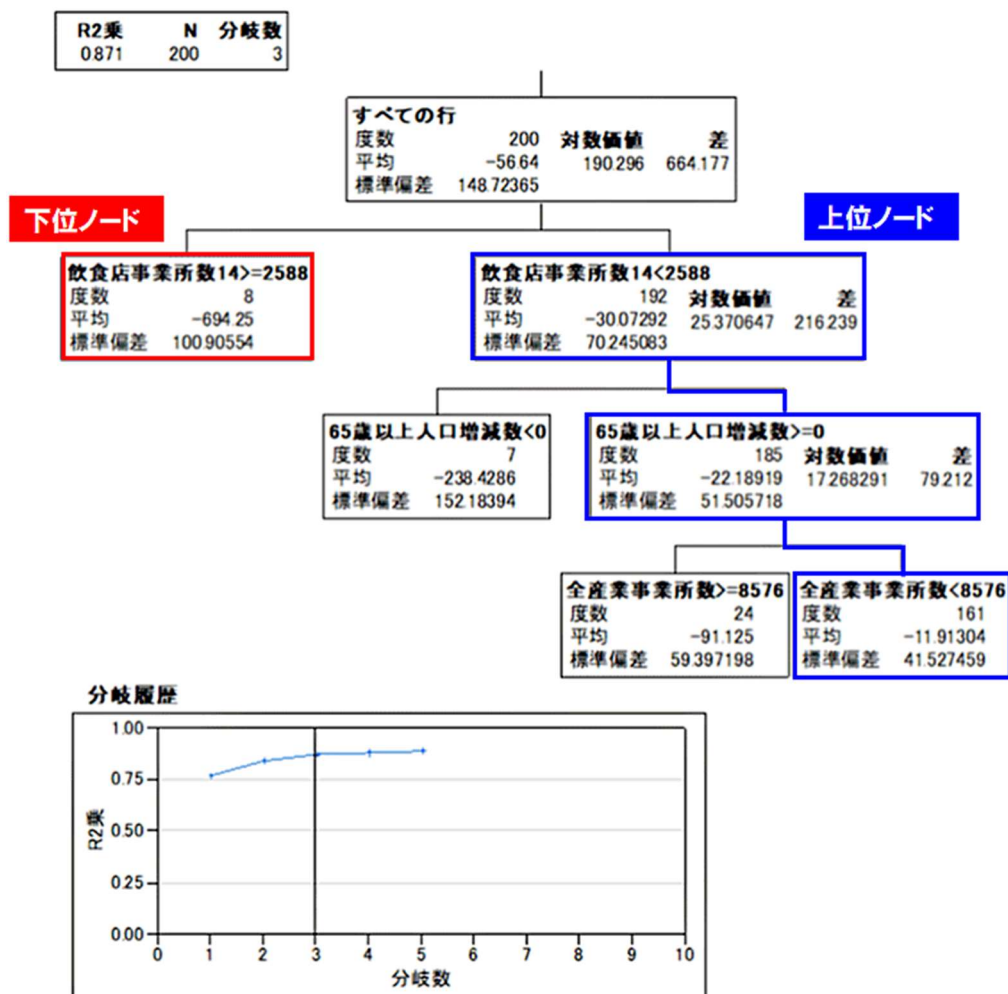 R2乗 N 分岐数
0.871 200 3
すべての行
度数 200 対数価値 差
平均 -56.64 190.296 664.177
標準偏差 148.72365
下位ノード
上位ノード
飲食店事業所数14>=2588
度数 8
平均 -694.25
標準偏差 100.90554
飲食店事業所数14<2588
度数 192 対数価値 差
平均 -30.07292 25.370647 216.239
標準偏差 70.245083
65歳以上人口増減数<0
度数 7
平均 -238.4286
標準偏差 152.18394
65歳以上人口増減数>=0
度数 185 対数価値 差
平均 -22.18919 17.268291 79.212
標準偏差 51.505718
全産業事業所数>=8576
度数 24
平均 -91.125
標準偏差 59.397198
全産業事業所数<8576
度数 161
平均 -11.91304
標準偏差 41.527459
分岐履歴
1.00
0.75
0.50
0.25
0.00
R2乗
0 1 2 3 4 5 6 7 8 9 10
分岐数